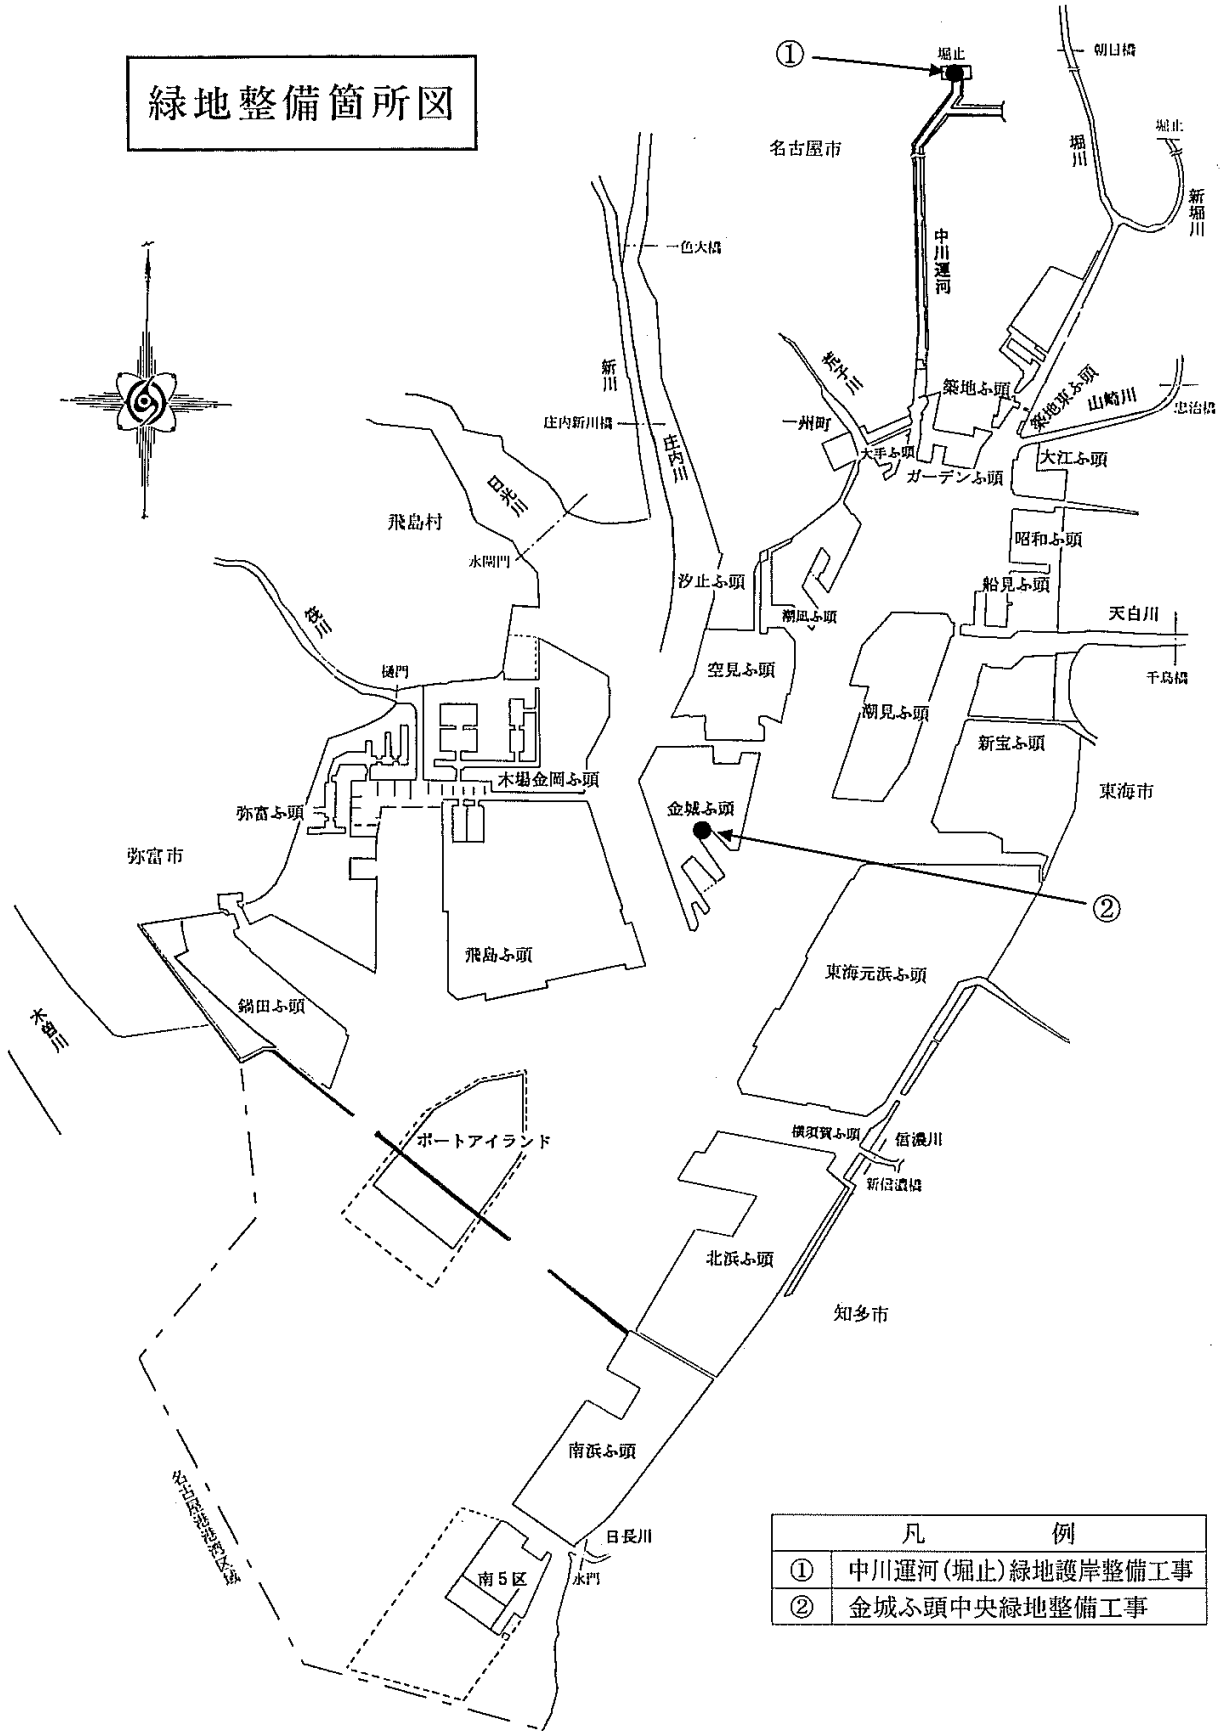 緑地整備箇所図
①
堀止
朝日橋
名古屋市
堀川
堀止
新堀川
中川運河
一色大橋
新川
庄内新川橋
庄内川
荒子川
築地ふ頭
築地東ふ頭
山崎川
忠治橋
一州町
大手ふ頭
ガーデンふ頭
大江ふ頭
日光川
飛島村
水閘門
昭和ふ頭
汐止ふ頭
船見ふ頭
潮凪ふ頭
天白川
千鳥橋
筏川
樋門
空見ふ頭
潮見ふ頭
新宝ふ頭
木場金岡ふ頭
東海市
弥富ふ頭
金城ふ頭
弥富市
②
飛島ふ頭
東海元浜ふ頭
鍋田ふ頭
木曽川
ポートアイランド
横須賀ふ頭
信濃川
新信濃橋
北浜ふ頭
知多市
南浜ふ頭
名古屋港港湾区域
日長川
水門
南5区
凡例
① 中川運河(堀止)緑地護岸整備工事
② 金城ふ頭中央緑地整備工事